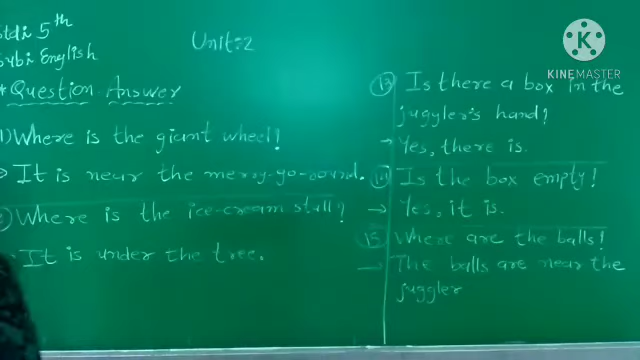 Std: 5th
Sub: English
Unit:2
* Question Answer
1) Where is the giant wheel?
→ It is near the merry-go-round.
2) Where is the ice-cream stall?
It is under the tree.
13) Is there a box in the
juggler's hand?
→ Yes, there is.
14) Is the box empty?
→ Yes, it is.
15) Where are the balls?
→ The balls are near the
juggler
K
KINEMASTER